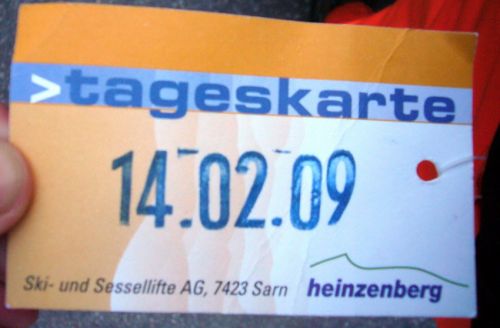 >tageskarte
14.02.09
Ski- und Sessellifte AG, 7423 Sarn heinzenberg